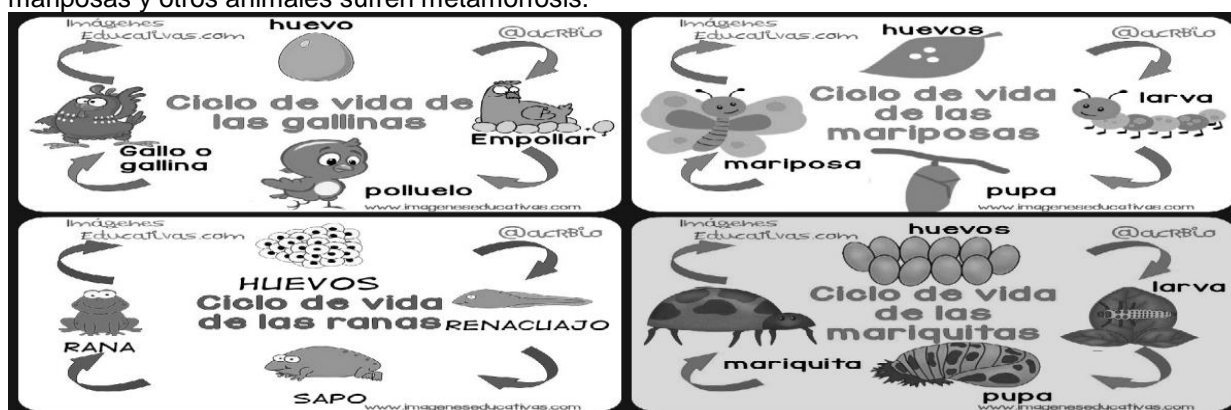 mariposas y otros animales sufren metamorfosis.
Imágenes
Educativas.com
huevo
@acrbio
Ciclo de vida de
las gallinas
Empollar
Gallo o
gallina
polluelo
www.imageneseducativas.com
Imágenes
Educativas.com
huevos
@acrbio
Ciclo de vida
de las
mariposas
larva
mariposa
pupa
www.imageneseducativas.com
Imágenes
Educativas.com
@acrbio
HUEVOS
Ciclo de vida
de las ranas
RENACUAJO
RANA
SAPO
www.imageneseducativas.com
Imágenes
Educativas.com
huevos
@acrbio
Ciclo de vida
de las
mariquitas
larva
mariquita
pupa
www.imageneseducativas.com